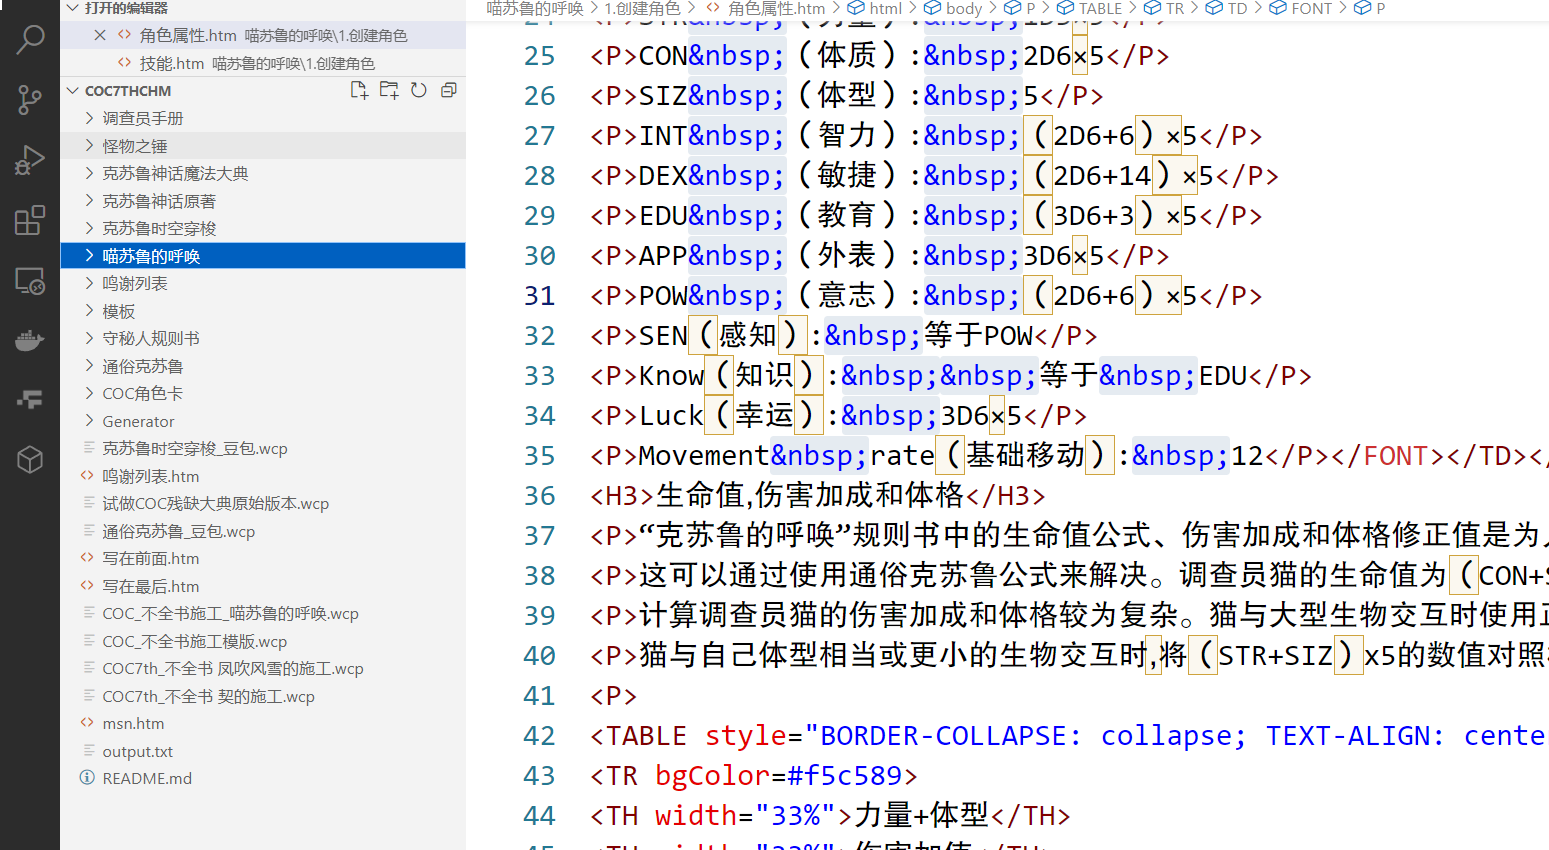 打开的编辑器
角色属性.htm 喵苏鲁的呼唤\1.创建角色
技能.htm 喵苏鲁的呼唤\1.创建角色
COC7THCHM
调查员手册
怪物之锤
克苏鲁神话魔法大典
克苏鲁神话原著
克苏鲁时空穿梭
喵苏鲁的呼唤
鸣谢列表
模板
守秘人规则书
通俗克苏鲁
COC角色卡
Generator
克苏鲁时空穿梭_豆包.wcp
鸣谢列表.htm
试做COC残缺大典原始版本.wcp
通俗克苏鲁_豆包.wcp
写在前面.htm
写在最后.htm
COC_不全书施工_喵苏鲁的呼唤.wcp
COC_不全书施工模版.wcp
COC7th_不全书 凤吹风雪的施工.wcp
COC7th_不全书 契的施工.wcp
msn.htm
output.txt
README.md
喵苏鲁的呼唤 > 1.创建角色 > 角色属性.htm > html > body > P > TABLE > TR > TD > FONT > P
25 <P>CON&nbsp;（体质）:&nbsp;2D6×5</P>
26 <P>SIZ&nbsp;（体型）:&nbsp;5</P>
27 <P>INT&nbsp;（智力）:&nbsp;（2D6+6）×5</P>
28 <P>DEX&nbsp;（敏捷）:&nbsp;（2D6+14）×5</P>
29 <P>EDU&nbsp;（教育）:&nbsp;（3D6+3）×5</P>
30 <P>APP&nbsp;（外表）:&nbsp;3D6×5</P>
31 <P>POW&nbsp;（意志）:&nbsp;（2D6+6）×5</P>
32 <P>SEN（感知）:&nbsp;等于POW</P>
33 <P>Know（知识）:&nbsp;&nbsp;等于&nbsp;EDU</P>
34 <P>Luck（幸运）:&nbsp;3D6×5</P>
35 <P>Movement&nbsp;rate（基础移动）:&nbsp;12</P></FONT></TD></
36 <H3>生命值,伤害加成和体格</H3>
37 <P>“克苏鲁的呼唤”规则书中的生命值公式、伤害加成和体格修正值是为
38 <P>这可以通过使用通俗克苏鲁公式来解决。调查员猫的生命值为（CON+
39 <P>计算调查员猫的伤害加成和体格较为复杂。猫与大型生物交互时使用
40 <P>猫与自己体型相当或更小的生物交互时,将（STR+SIZ）x5的数值对照
41 <P>
42 <TABLE style="BORDER-COLLAPSE: collapse; TEXT-ALIGN: cente
43 <TR bgColor=#f5c589>
44 <TH width="33%">力量+体型</TH>